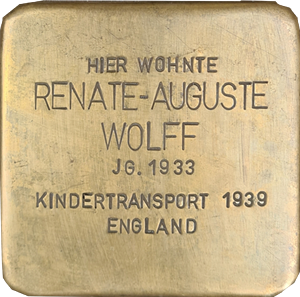 HIER WOHNTE
RENATE-AUGUSTE
WOLFF
JG. 1933
KINDERTRANSPORT 1939
ENGLAND